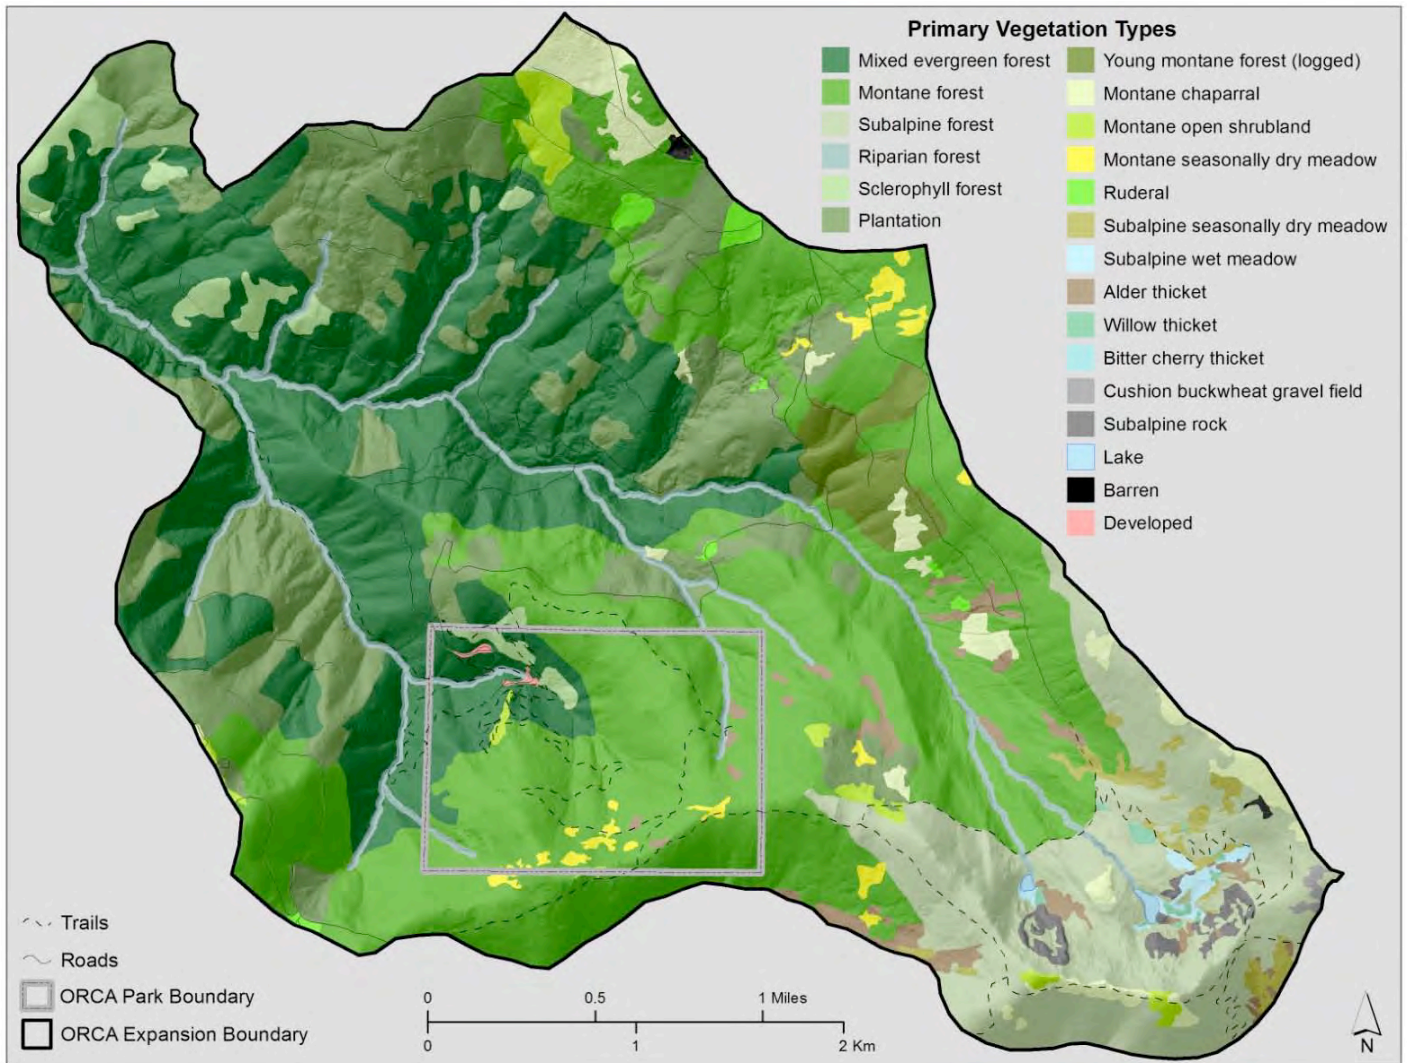 Primary Vegetation Types
Mixed evergreen forest
Montane forest
Subalpine forest
Riparian forest
Sclerophyll forest
Plantation
Young montane forest (logged)
Montane chaparral
Montane open shrubland
Montane seasonally dry meadow
Ruderal
Subalpine seasonally dry meadow
Subalpine wet meadow
Alder thicket
Willow thicket
Bitter cherry thicket
Cushion buckwheat gravel field
Subalpine rock
Lake
Barren
Developed
Trails
Roads
ORCA Park Boundary
ORCA Expansion Boundary
0 0.5 1 Miles
0 1 2 Km
N